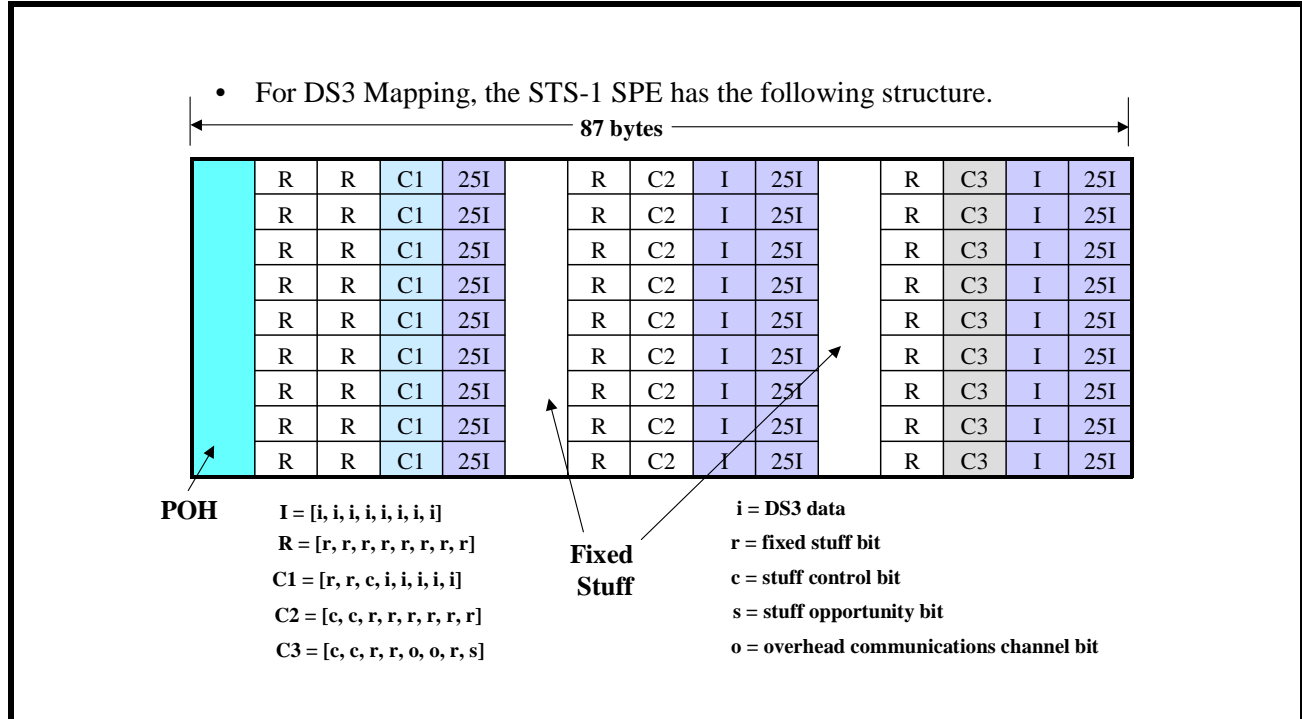 • For DS3 Mapping, the STS-1 SPE has the following structure.
87 bytes
R R C1 25I R C2 I 25I R C3 I 25I
R R C1 25I R C2 I 25I R C3 I 25I
R R C1 25I R C2 I 25I R C3 I 25I
R R C1 25I R C2 I 25I R C3 I 25I
R R C1 25I R C2 I 25I R C3 I 25I
R R C1 25I R C2 I 25I R C3 I 25I
R R C1 25I R C2 I 25I R C3 I 25I
R R C1 25I R C2 I 25I R C3 I 25I
R R C1 25I R C2 I 25I R C3 I 25I
POH
I = [i, i, i, i, i, i, i, i]
R = [r, r, r, r, r, r, r, r]
C1 = [r, r, c, i, i, i, i, i]
C2 = [c, c, r, r, r, r, r, r]
C3 = [c, c, r, r, o, o, r, s]
Fixed
Stuff
i = DS3 data
r = fixed stuff bit
c = stuff control bit
s = stuff opportunity bit
o = overhead communications channel bit